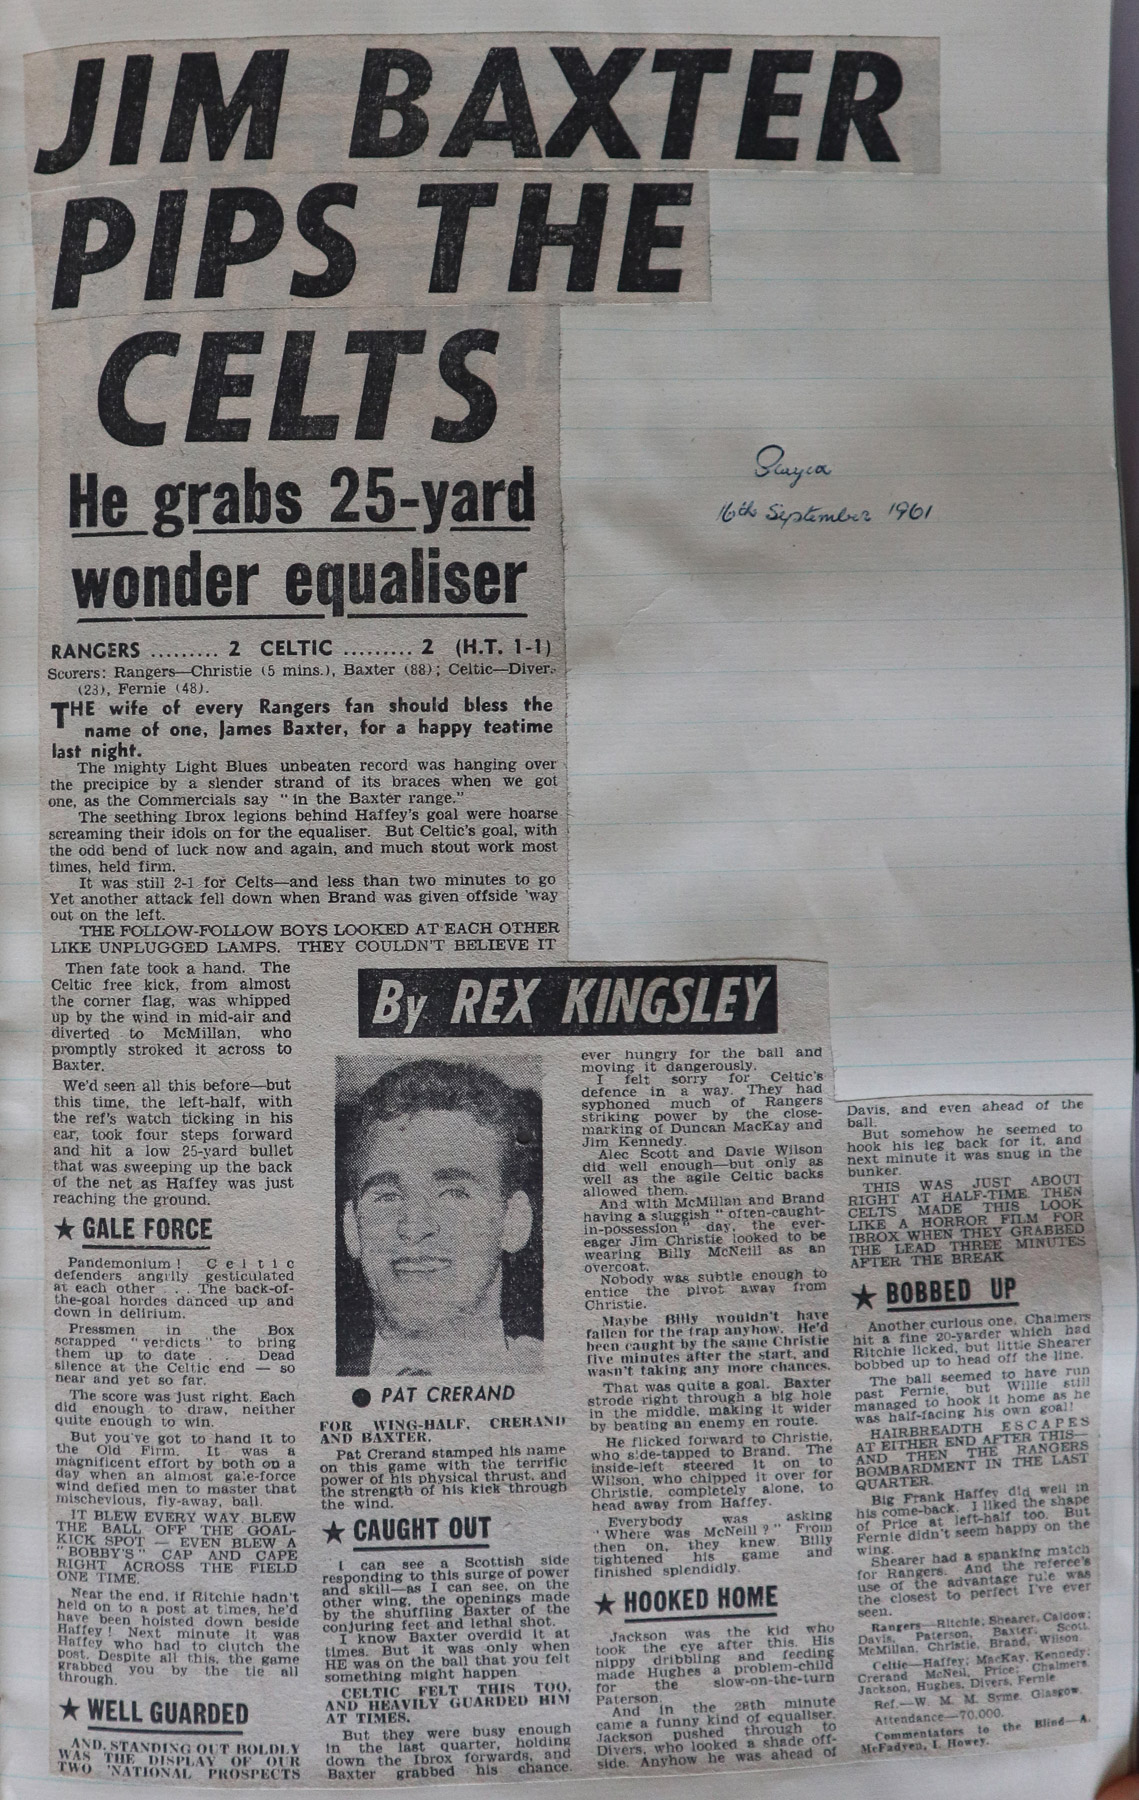 JIM BAXTER
PIPS THE
CELTS
He grabs 25-yard
wonder equaliser
Played
16th September 1961
RANGERS ......... 2 CELTIC ......... 2 (H.T. 1-1)
Scorers: Rangers—Christie (5 mins.), Baxter (88); Celtic—Divers
(23), Fernie (48).
THE wife of every Rangers fan should bless the
name of one, James Baxter, for a happy teatime
last night.
The mighty Light Blues unbeaten record was hanging over
the precipice by a slender strand of its braces when we got
one, as the Commercials say "in the Baxter range."
The seething Ibrox legions behind Haffey's goal were hoarse
screaming their idols on for the equaliser. But Celtic's goal, with
the odd bend of luck now and again, and much stout work most
times, held firm.
It was still 2-1 for Celts—and less than two minutes to go
Yet another attack fell down when Brand was given offside 'way
out on the left.
THE FOLLOW-FOLLOW BOYS LOOKED AT EACH OTHER
LIKE UNPLUGGED LAMPS. THEY COULDN'T BELIEVE IT
Then fate took a hand. The
Celtic free kick, from almost
the corner flag, was whipped
up by the wind in mid-air and
diverted to McMillan, who
promptly stroked it across to
Baxter.
We'd seen all this before—but
this time, the left-half, with
the ref's watch ticking in his
ear, took four steps forward
and hit a low 25-yard bullet
that was sweeping up the back
of the net as Haffey was just
reaching the ground.
★ GALE FORCE
Pandemonium! Celtic
defenders angrily gesticulated
at each other . . The back-of-
the-goal hordes danced up and
down in delirium.
Pressmen in the Box
scrapped "verdicts" to bring
them up to date . . Dead
silence at the Celtic end — so
near and yet so far.
The score was just right. Each
did enough to draw, neither
quite enough to win.
But you've got to hand it to
the Old Firm. It was a
magnificent effort by both on a
day when an almost gale-force
wind defied men to master that
mischevious, fly-away, ball.
IT BLEW EVERY WAY. BLEW
THE BALL OFF THE GOAL-
KICK SPOT — EVEN BLEW A
"BOBBY'S" CAP AND CAPE
RIGHT ACROSS THE FIELD
ONE TIME.
Near the end, if Ritchie hadn't
held on to a post at times, he'd
have been hoisted down beside
Haffey! Next minute it was
Haffey who had to clutch the
post. Despite all this, the game
grabbed you by the tie all
through.
★ WELL GUARDED
AND, STANDING OUT BOLDLY
WAS THE DISPLAY OF OUR
TWO 'NATIONAL PROSPECTS
By REX KINGSLEY
● PAT CRERAND
FOR WING-HALF, CRERAND
AND BAXTER.
Pat Crerand stamped his name
on this game with the terrific
power of his physical thrust, and
the strength of his kick through
the wind.
★ CAUGHT OUT
I can see a Scottish side
responding to this surge of power
and skill—as I can see, on the
other wing, the openings made
by the shuffling Baxter of the
conjuring feet and lethal shot.
I know Baxter overdid it at
times. But it was only when
HE was on the ball that you felt
something might happen
CELTIC FELT THIS TOO,
AND HEAVILY GUARDED HIM
AT TIMES.
But they were busy enough
in the last quarter, holding
down the Ibrox forwards, and
Baxter grabbed his chance.
ever hungry for the ball and
moving it dangerously.
I felt sorry for Celtic's
defence in a way. They had
syphoned much of Rangers
striking power by the close-
marking of Duncan MacKay and
Jim Kennedy.
Alec Scott and Davie Wilson
did well enough—but only as
well as the agile Celtic backs
allowed them.
And with McMillan and Brand
having a sluggish "often-caught-
in-possession" day, the ever-
eager Jim Christie looked to be
wearing Billy McNeill as an
overcoat.
Nobody was subtle enough to
entice the pivot away from
Christie.
Maybe Billy wouldn't have
fallen for the trap anyhow. He'd
been caught by the same Christie
five minutes after the start, and
wasn't taking any more chances.
That was quite a goal. Baxter
strode right through a big hole
in the middle, making it wider
by beating an enemy en route.
He flicked forward to Christie,
who side-tapped to Brand. The
inside-left steered it on to
Wilson, who chipped it over for
Christie, completely alone, to
head away from Haffey.
Everybody was asking
'Where was McNeill?" From
then on, they knew. Billy
tightened his game and
finished splendidly.
★ HOOKED HOME
Jackson was the kid who
took the eye after this. His
nippy dribbling and feeding
made Hughes a problem-child
for the slow-on-the-turn
Paterson.
And in the 28th minute
came a funny kind of equaliser.
Jackson pushed through to
Divers, who looked a shade off-
side. Anyhow he was ahead of
Davis, and even ahead of the
ball.
But somehow he seemed to
hook his leg back for it, and
next minute it was snug in the
bunker.
THIS WAS JUST ABOUT
RIGHT AT HALF-TIME. THEN
CELTS MADE THIS LOOK
LIKE A HORROR FILM FOR
IBROX WHEN THEY GRABBED
THE LEAD THREE MINUTES
AFTER THE BREAK
★ BOBBED UP
Another curious one. Chalmers
hit a fine 20-yarder which had
Ritchie licked, but little Shearer
bobbed up to head off the line.
The ball seemed to have run
past Fernie, but Willie still
managed to hook it home as he
was half-facing his own goal!
HAIRBREADTH ESCAPES
AT EITHER END AFTER THIS—
AND THEN THE RANGERS
BOMBARDMENT IN THE LAST
QUARTER.
Big Frank Haffey did well in
his come-back. I liked the shape
of Price at left-half too. But
Fernie didn't seem happy on the
wing.
Shearer had a spanking match
for Rangers. And the referee's
use of the advantage rule was
the closest to perfect I've ever
seen.
Rangers—Ritchie; Shearer, Caldow;
Davis, Paterson, Baxter; Scott,
McMillan, Christie, Brand, Wilson.
Celtic—Haffey; MacKay, Kennedy;
Crerand McNeil, Price; Chalmers,
Jackson, Hughes, Divers, Fernie
Ref.—W. M. M. Syme, Glasgow.
Attendance—70,000.
Commentators to the Blind—A.
McFadyen, I. Howey.